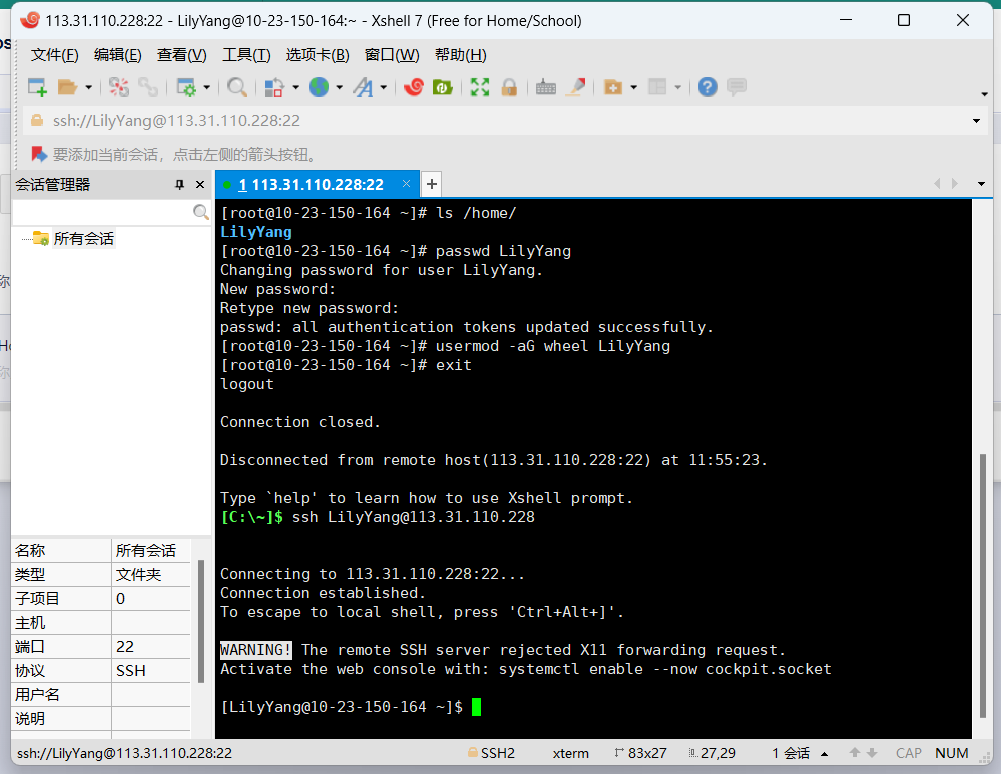 113.31.110.228:22 - LilyYang@10-23-150-164:~ - Xshell 7 (Free for Home/School)
文件(F) 编辑(E) 查看(V) 工具(T) 选项卡(B) 窗口(W) 帮助(H)
ssh://LilyYang@113.31.110.228:22
要添加当前会话，点击左侧的箭头按钮。
会话管理器
所有会话
名称 所有会话
类型 文件夹
子项目 0
主机
端口 22
协议 SSH
用户名
说明
1 113.31.110.228:22
[root@10-23-150-164 ~]# ls /home/
LilyYang
[root@10-23-150-164 ~]# passwd LilyYang
Changing password for user LilyYang.
New password:
Retype new password:
passwd: all authentication tokens updated successfully.
[root@10-23-150-164 ~]# usermod -aG wheel LilyYang
[root@10-23-150-164 ~]# exit
logout
Connection closed.
Disconnected from remote host(113.31.110.228:22) at 11:55:23.
Type `help' to learn how to use Xshell prompt.
[C:\~]$ ssh LilyYang@113.31.110.228
Connecting to 113.31.110.228:22...
Connection established.
To escape to local shell, press 'Ctrl+Alt+]'.
WARNING! The remote SSH server rejected X11 forwarding request.
Activate the web console with: systemctl enable --now cockpit.socket
[LilyYang@10-23-150-164 ~]$
ssh://LilyYang@113.31.110.228:22 SSH2 xterm 83x27 27,29 1 会话 CAP NUM